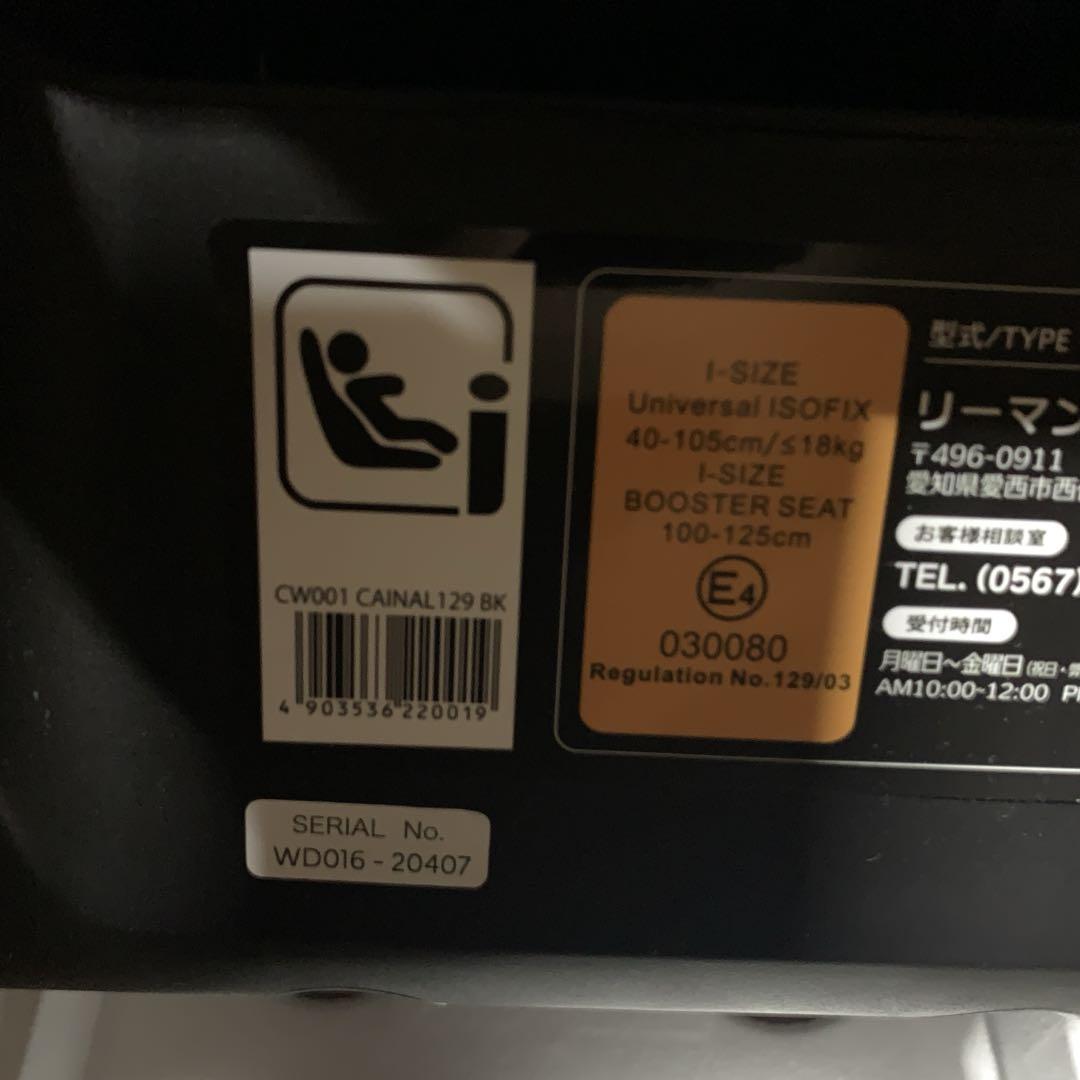 CW001 CAINAL129 BK
4 903536 220019
SERIAL No.
WD016 - 20407
I-SIZE
Universal ISOFIX
40-105cm/≤18kg
I-SIZE
BOOSTER SEAT
100-125cm
E4
030080
Regulation No.129/03
型式/TYPE
リーマン
〒496-0911
愛知県愛西市西
お客様相談室
TEL. (0567)
受付時間
月曜日~金曜日(祝日・
AM10:00~12:00